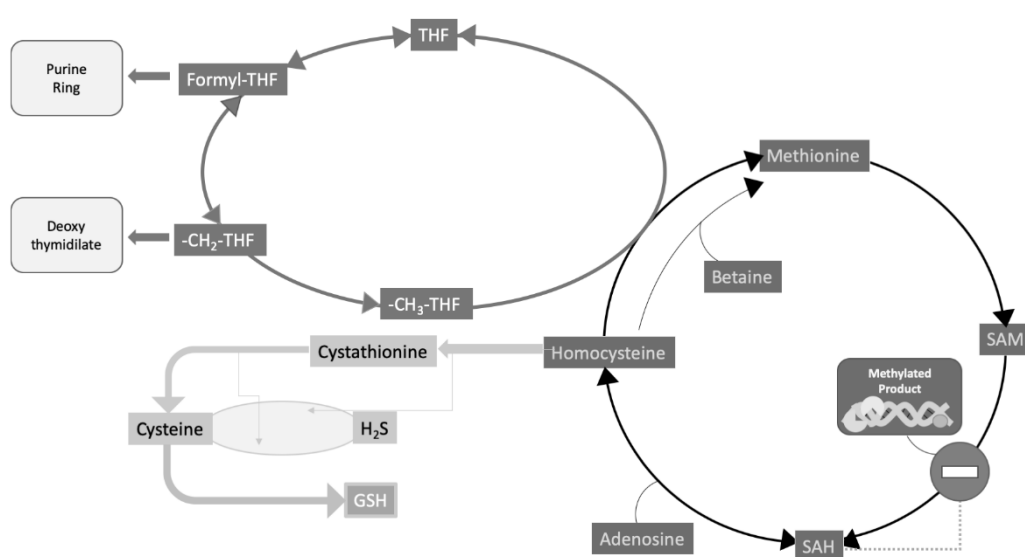 THF
Purine
Ring
Formyl-THF
Methionine
Deoxy
thymidilate
-CH₂-THF
Betaine
-CH₃-THF
Cystathionine
Homocysteine
SAM
Methylated
Product
Cysteine
H₂S
GSH
Adenosine
SAH